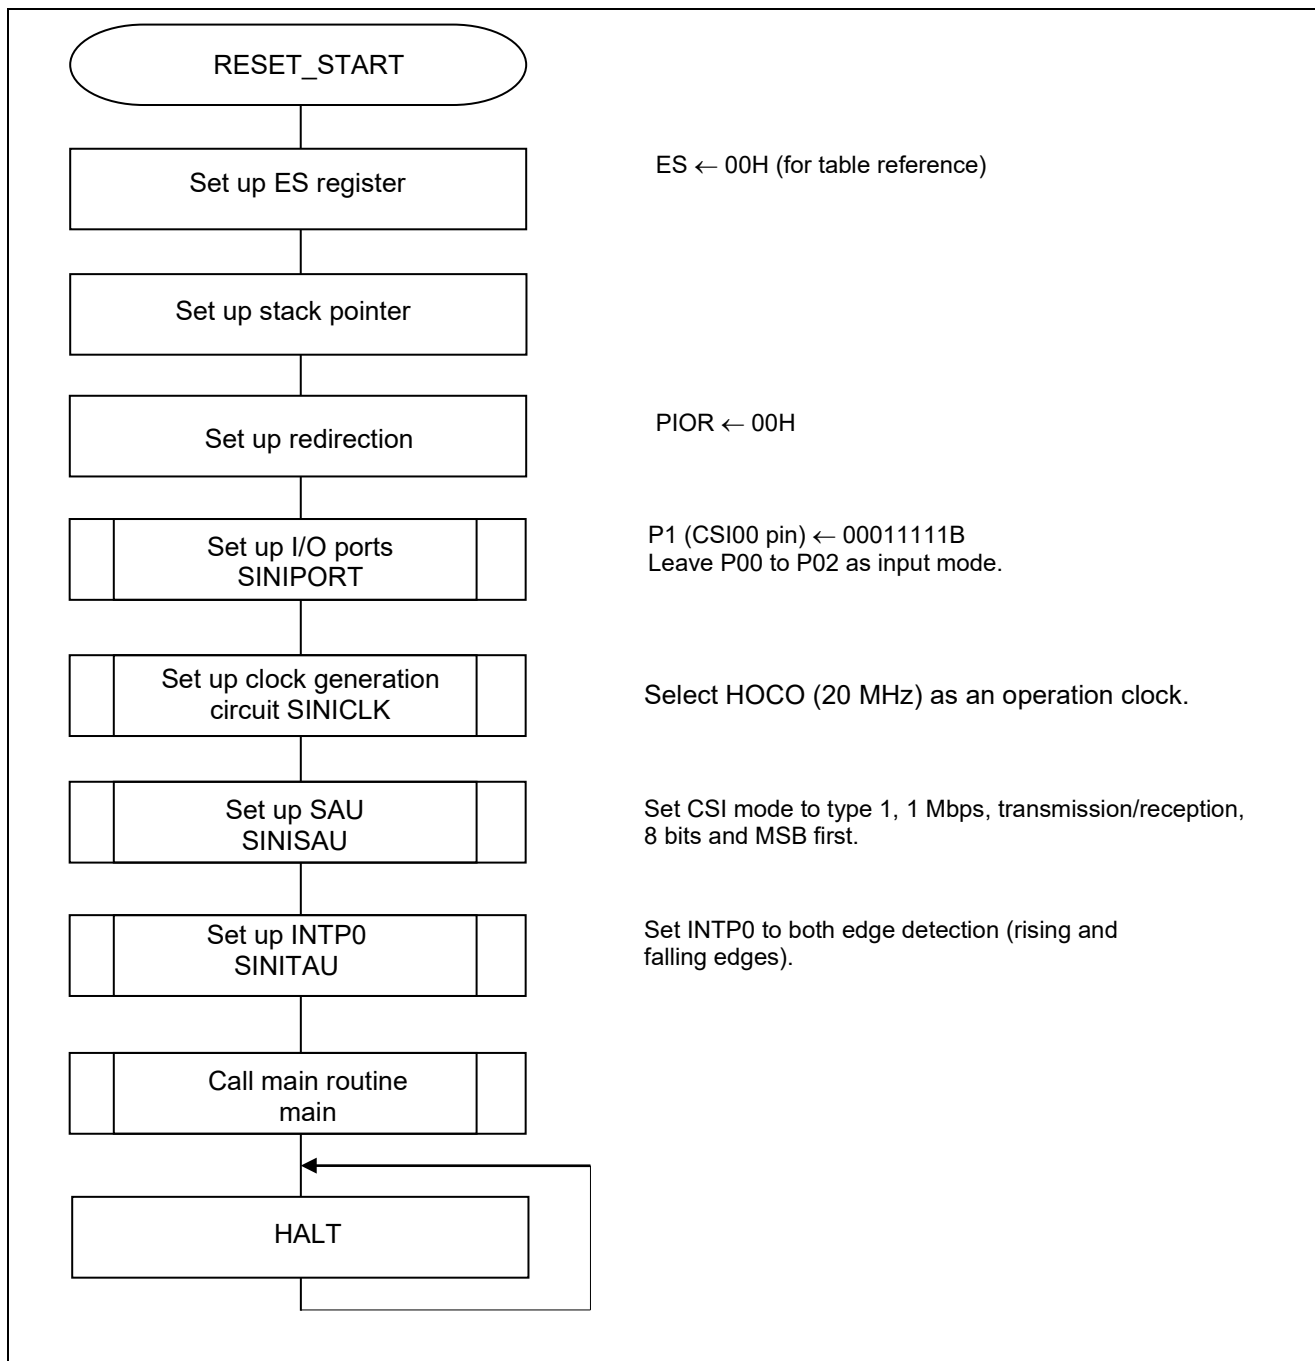 RESET_START
Set up ES register
ES ← 00H (for table reference)
Set up stack pointer
Set up redirection
PIOR ← 00H
Set up I/O ports
SINIPORT
P1 (CSI00 pin) ← 00011111B
Leave P00 to P02 as input mode.
Set up clock generation
circuit SINICLK
Select HOCO (20 MHz) as an operation clock.
Set up SAU
SINISAU
Set CSI mode to type 1, 1 Mbps, transmission/reception,
8 bits and MSB first.
Set up INTP0
SINITAU
Set INTP0 to both edge detection (rising and
falling edges).
Call main routine
main
HALT